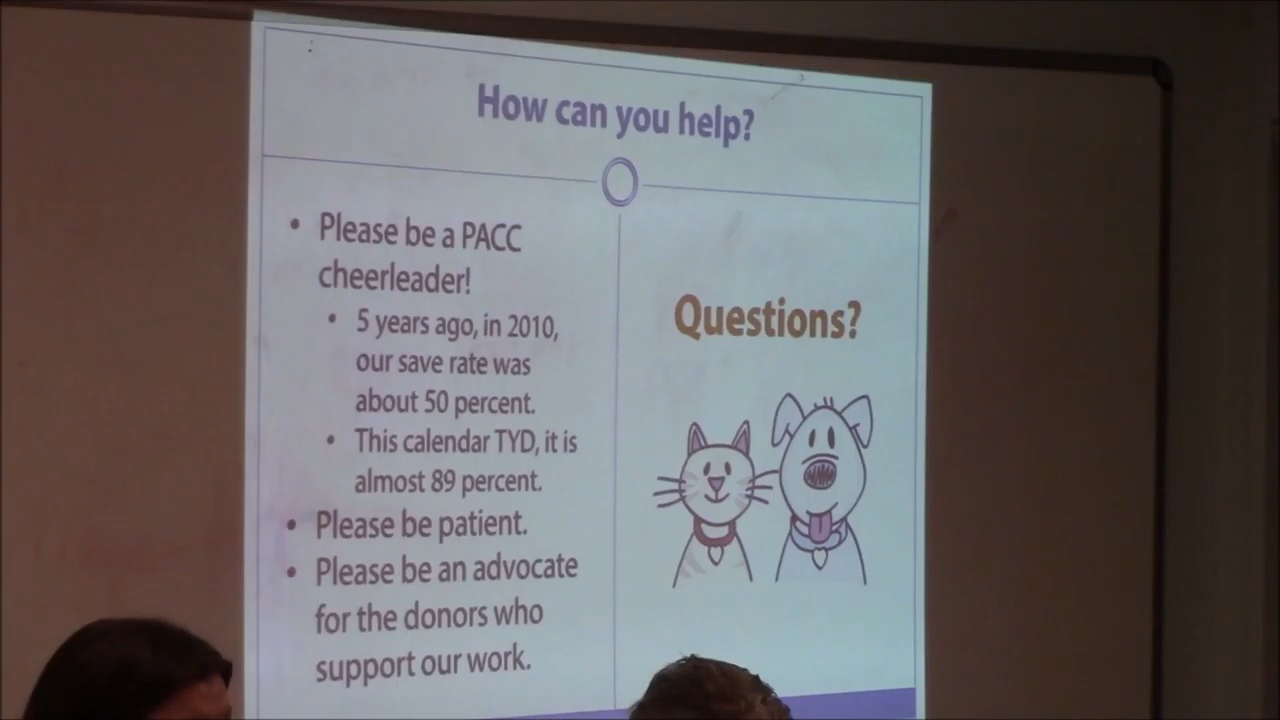 How can you help?
• Please be a PACC
cheerleader!
• 5 years ago, in 2010,
our save rate was
about 50 percent.
• This calendar TYD, it is
almost 89 percent.
• Please be patient.
• Please be an advocate
for the donors who
support our work.
Questions?